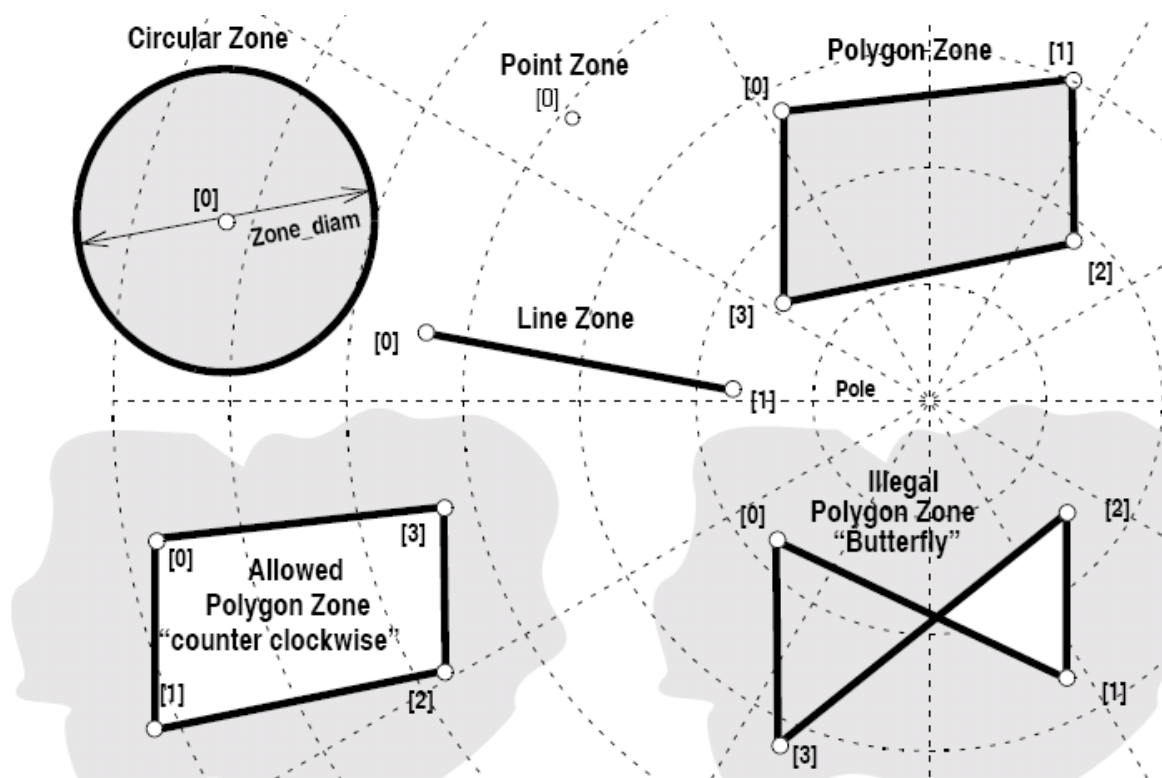 Circular Zone
[0]
Zone_diam
Point Zone
[0]
Polygon Zone
[0]
[1]
[2]
[3]
Line Zone
[0]
[1]
Pole
[0]
[3]
Allowed
Polygon Zone
“counter clockwise”
[1]
[2]
Illegal
Polygon Zone
“Butterfly”
[0]
[2]
[1]
[3]